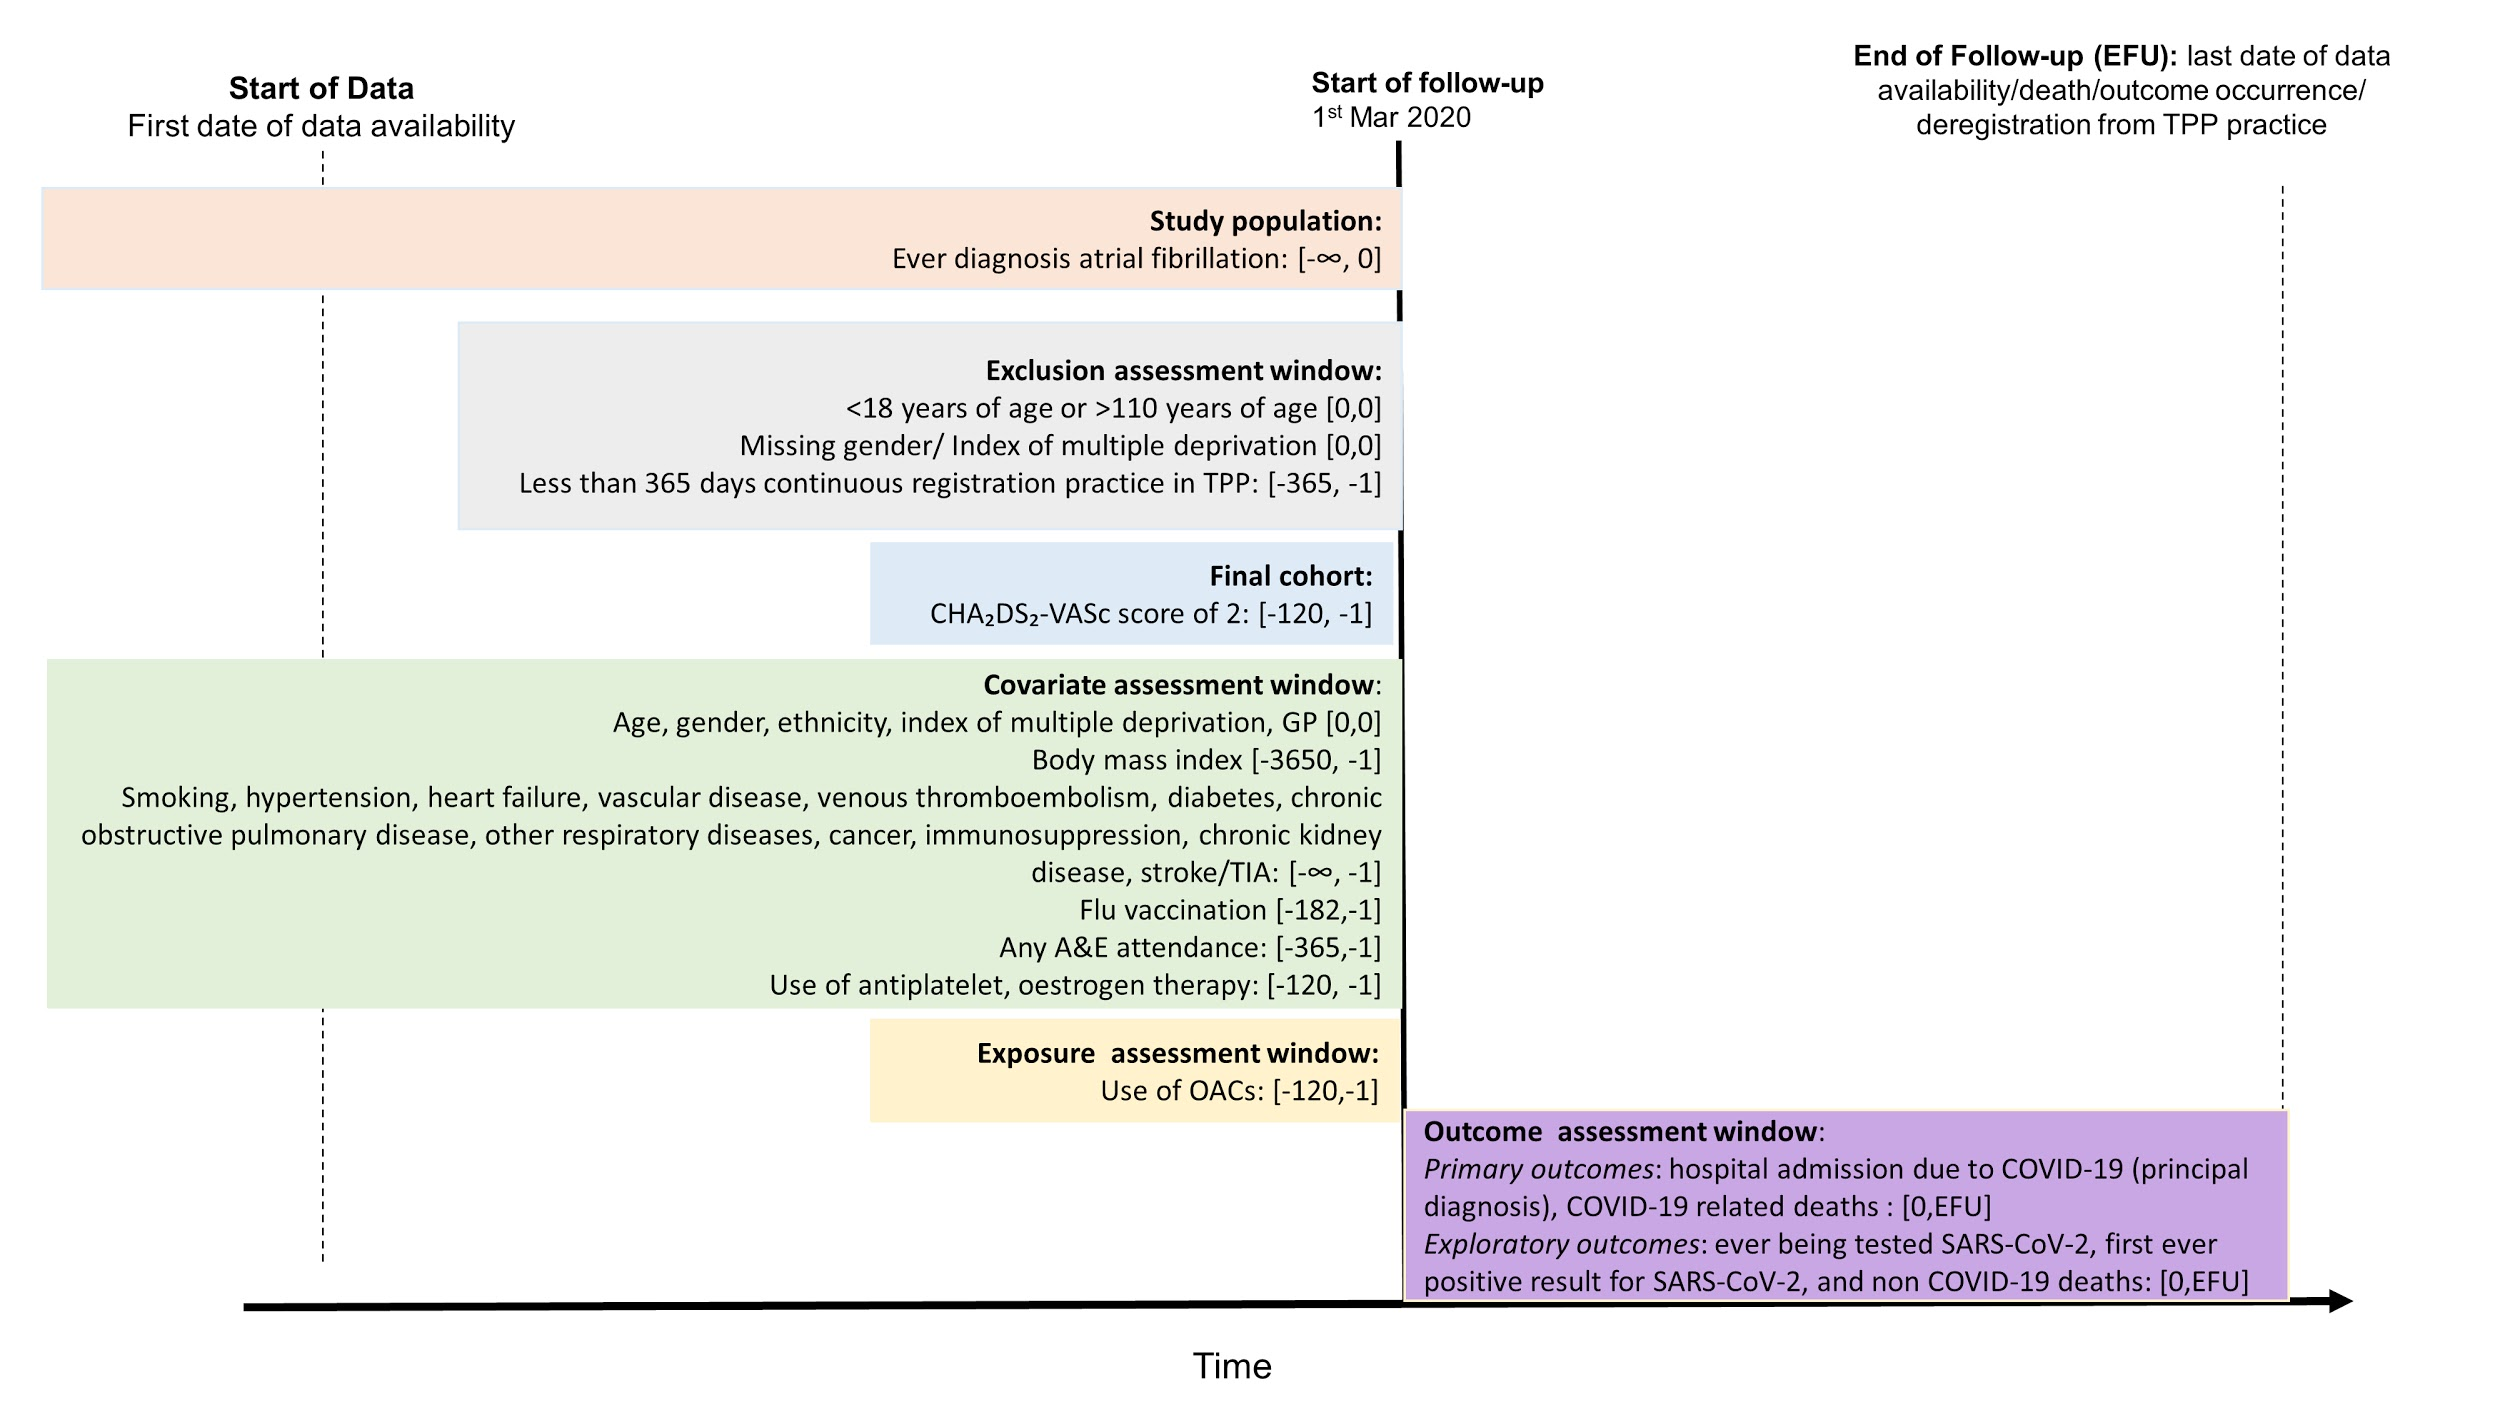 Start of Data
First date of data availability
Start of follow-up
1st Mar 2020
End of Follow-up (EFU): last date of data
availability/death/outcome occurrence/
deregistration from TPP practice
Study population:
Ever diagnosis atrial fibrillation: [-∞, 0]
Exclusion assessment window:
<18 years of age or >110 years of age [0,0]
Missing gender/ Index of multiple deprivation [0,0]
Less than 365 days continuous registration practice in TPP: [-365, -1]
Final cohort:
CHA₂DS₂-VASc score of 2: [-120, -1]
Covariate assessment window:
Age, gender, ethnicity, index of multiple deprivation, GP [0,0]
Body mass index [-3650, -1]
Smoking, hypertension, heart failure, vascular disease, venous thromboembolism, diabetes, chronic
obstructive pulmonary disease, other respiratory diseases, cancer, immunosuppression, chronic kidney
disease, stroke/TIA: [-∞, -1]
Flu vaccination [-182,-1]
Any A&E attendance: [-365,-1]
Use of antiplatelet, oestrogen therapy: [-120, -1]
Exposure  assessment window:
Use of OACs: [-120,-1]
Outcome  assessment window:
Primary outcomes: hospital admission due to COVID-19 (principal
diagnosis), COVID-19 related deaths : [0,EFU]
Exploratory outcomes: ever being tested SARS-CoV-2, first ever
positive result for SARS-CoV-2, and non COVID-19 deaths: [0,EFU]
Time